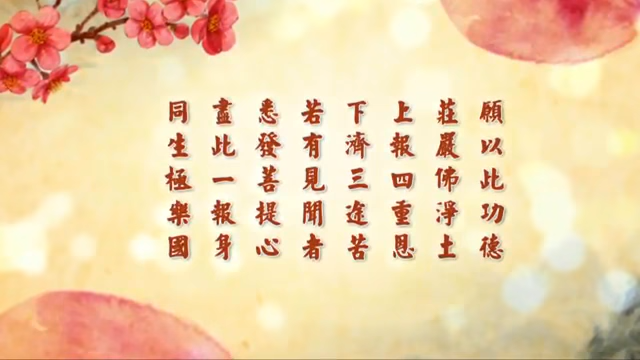 願以此功德
莊嚴佛淨土
上報四重恩
下濟三途苦
若有見聞者
悉發菩提心
盡此一報身
同生極樂國